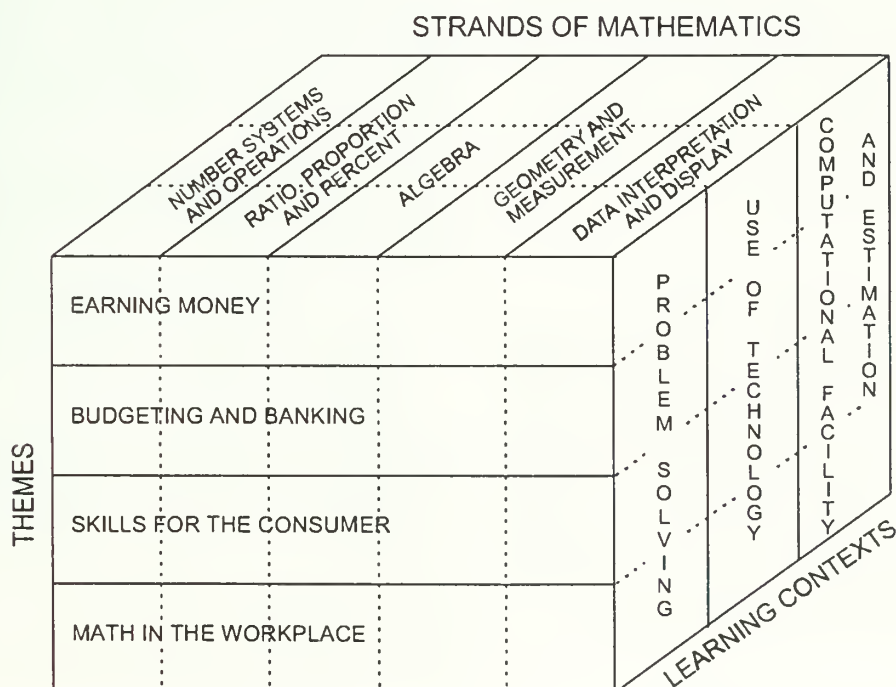 STRANDS OF MATHEMATICS
NUMBER SYSTEMS
AND OPERATIONS
RATIO, PROPORTION
AND PERCENT
ALGEBRA
GEOMETRY AND
MEASUREMENT
DATA INTERPRETATION
AND DISPLAY
THEMES
EARNING MONEY
BUDGETING AND BANKING
SKILLS FOR THE CONSUMER
MATH IN THE WORKPLACE
PROBLEM SOLVING
USE OF TECHNOLOGY
COMPUTATIONAL FACILITY
AND ESTIMATION
LEARNING CONTEXTS